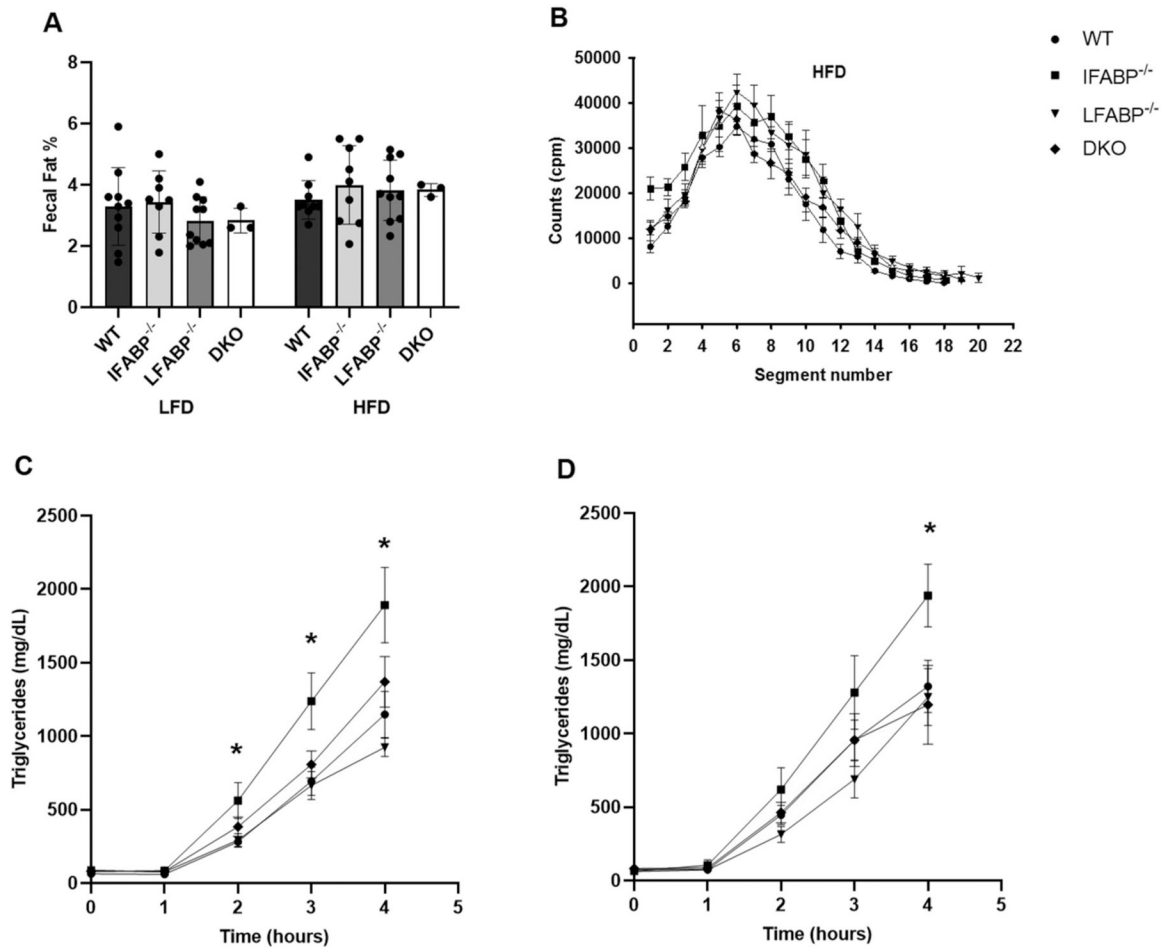 A
8
6
4
2
0
Fecal Fat %
WT
IFABP-/-
LFABP-/-
DKO
WT
IFABP-/-
LFABP-/-
DKO
LFD
HFD
B
HFD
50000
40000
30000
20000
10000
0
Counts (cpm)
0 2 4 6 8 10 12 14 16 18 20 22
Segment number
WT
IFABP-/-
LFABP-/-
DKO
C
2500
2000
1500
1000
500
0
Triglycerides (mg/dL)
* * *
0 1 2 3 4 5
Time (hours)
D
2500
2000
1500
1000
500
0
Triglycerides (mg/dL)
*
0 1 2 3 4 5
Time (hours)